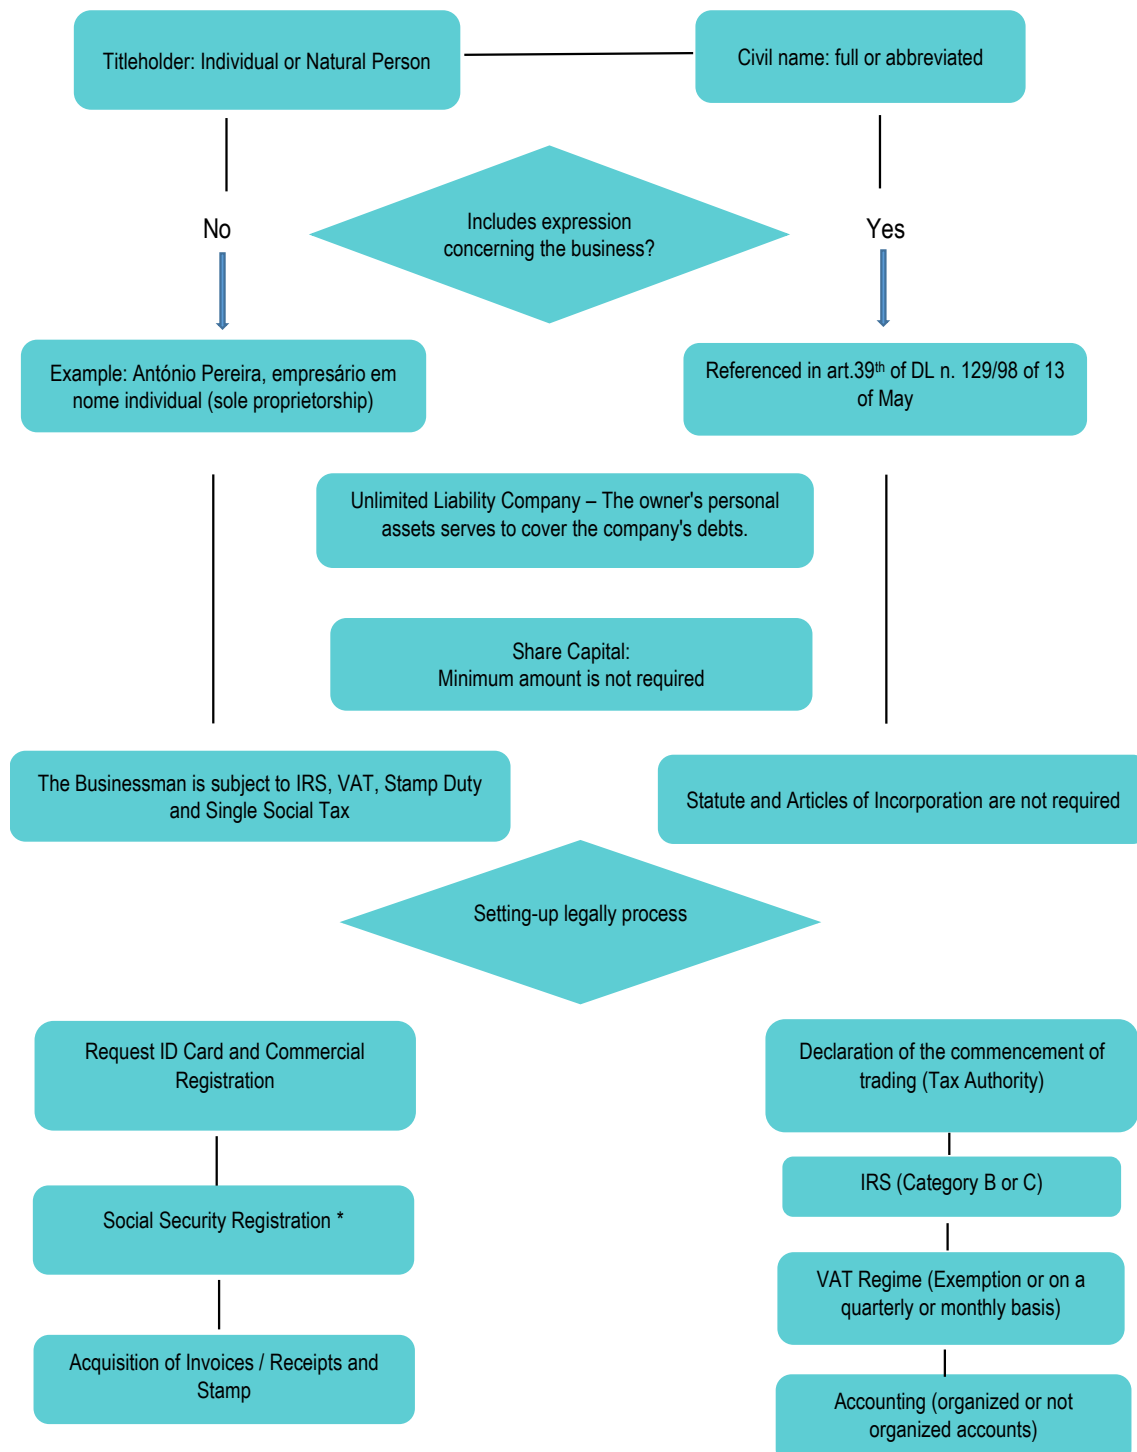 Titleholder: Individual or Natural Person
Civil name: full or abbreviated
Includes expression
concerning the business?
No
Yes
Example: António Pereira, empresário em
nome individual (sole proprietorship)
Referenced in art.39th of DL n. 129/98 of 13
of May
Unlimited Liability Company – The owner's personal
assets serves to cover the company's debts.
Share Capital:
Minimum amount is not required
The Businessman is subject to IRS, VAT, Stamp Duty
and Single Social Tax
Statute and Articles of Incorporation are not required
Setting-up legally process
Request ID Card and Commercial
Registration
Social Security Registration *
Acquisition of Invoices / Receipts and
Stamp
Declaration of the commencement of
trading (Tax Authority)
IRS (Category B or C)
VAT Regime (Exemption or on a
quarterly or monthly basis)
Accounting (organized or not
organized accounts)